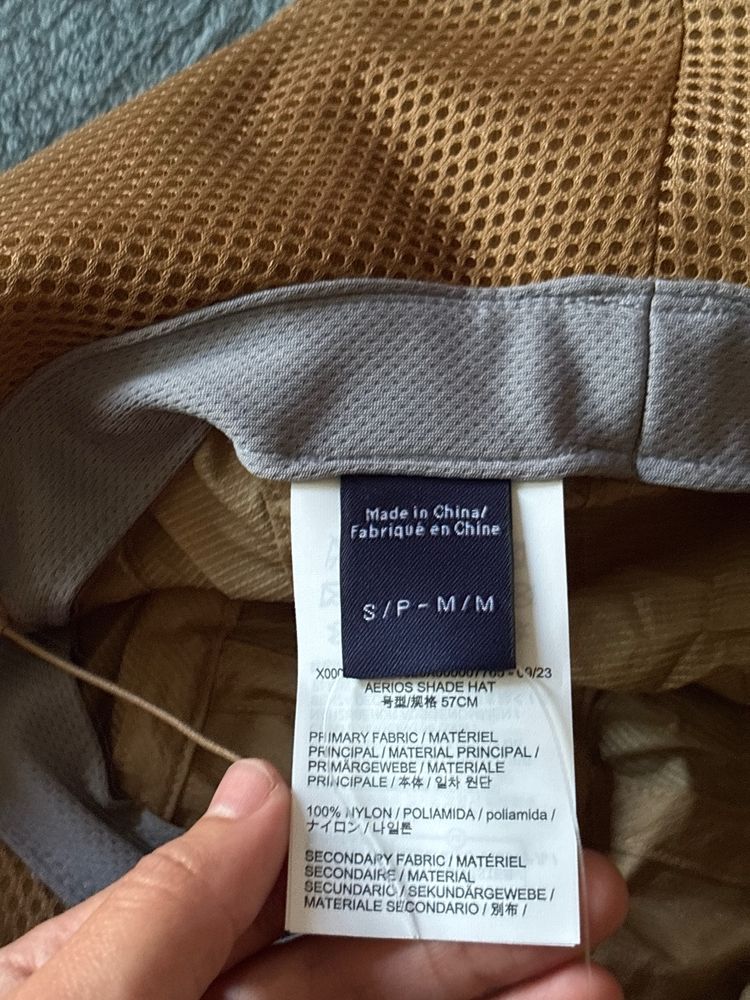 Made in China/
Fabriqué en Chine
S/P - M/M
AERIOS SHADE HAT
号型/规格 57CM
PRIMARY FABRIC / MATÉRIEL
PRINCIPAL / MATERIAL PRINCIPAL /
PRIMÄRGEWEBE / MATERIALE
PRINCIPALE / 本体 / 일차 원단
100% NYLON / POLIAMIDA / poliamida /
ナイロン / 나일론
SECONDARY FABRIC / MATÉRIEL
SECONDAIRE / MATERIAL
SECUNDARIO / SEKUNDÄRGEWEBE /
MATERIALE SECONDARIO / 別布 /